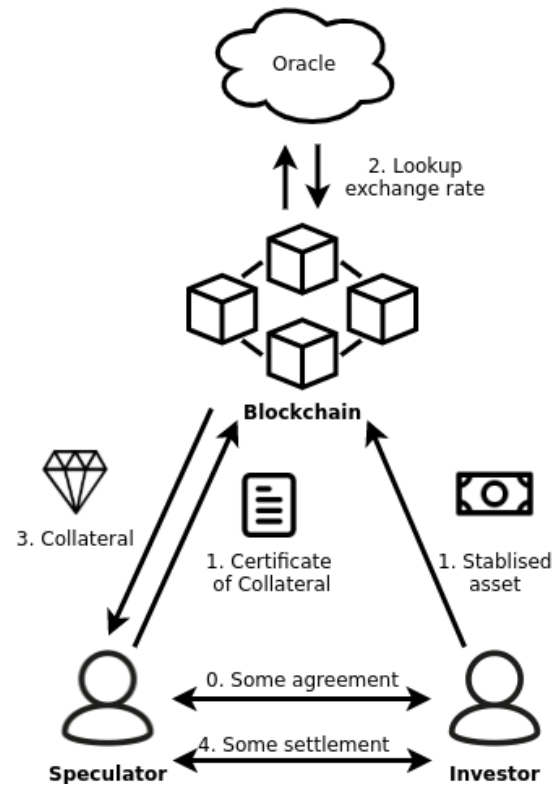 Oracle
2. Lookup
exchange rate
Blockchain
3. Collateral
1. Certificate
of Collateral
1. Stablised
asset
0. Some agreement
4. Some settlement
Speculator
Investor